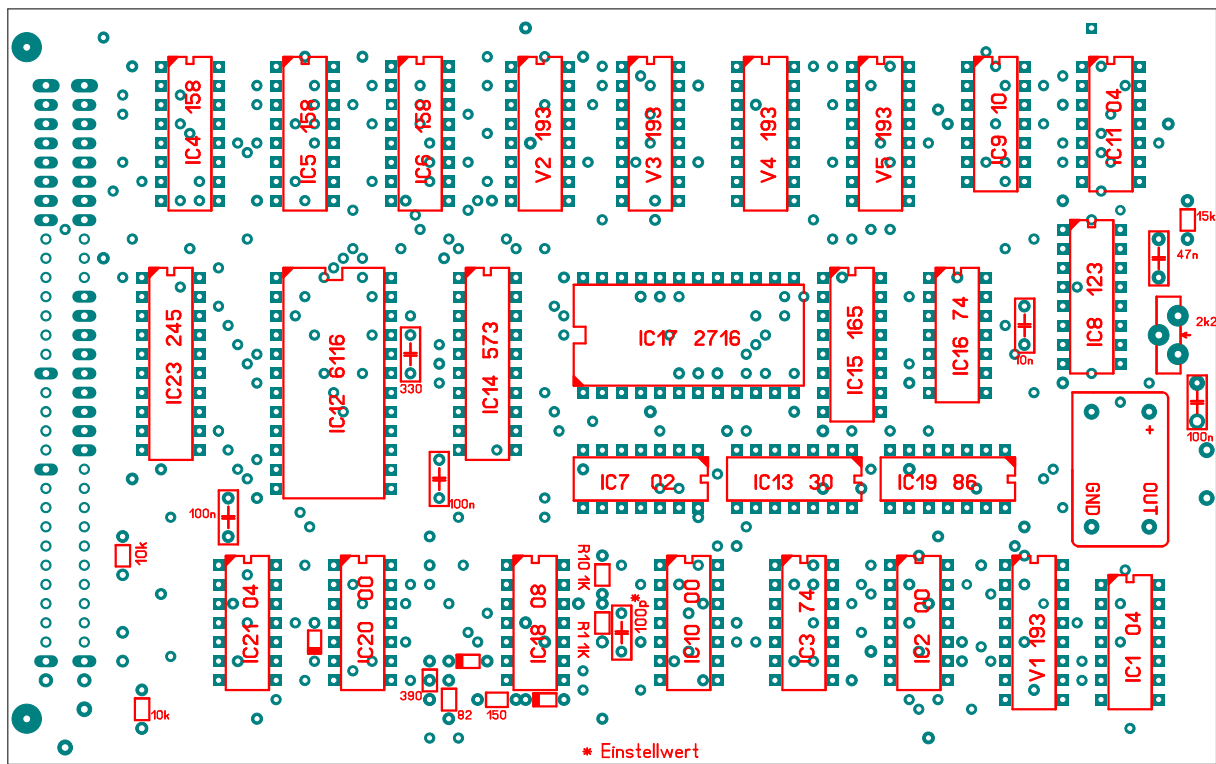 IC4 158
IC5 158
IC6 158
V2 193
V3 193
V4 193
V5 193
IC9 10
IC11 04
15k
47n
IC23 245
IC12 6116
330
IC14 573
IC17 2716
IC15 165
IC16 74
10n
IC8 123
2k2
100n
100n
100n
IC7 02
IC13 30
IC19 86
+
GND
OUT
10k
IC21 04
IC20 00
IC18 08
R10 1K
R1 1K
100p*
IC10 00
IC3 74
IC2 00
V1 193
IC1 04
390
82
150
10k
* Einstellwert